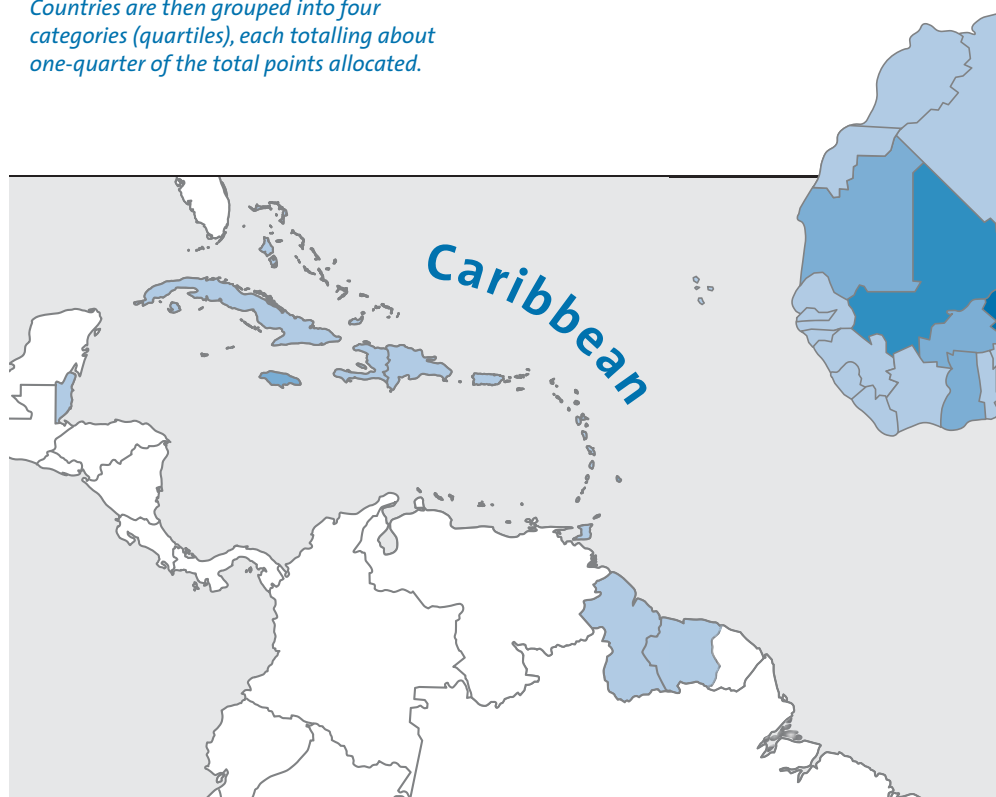 Countries are then grouped into four
categories (quartiles), each totalling about
one-quarter of the total points allocated.
Caribbean